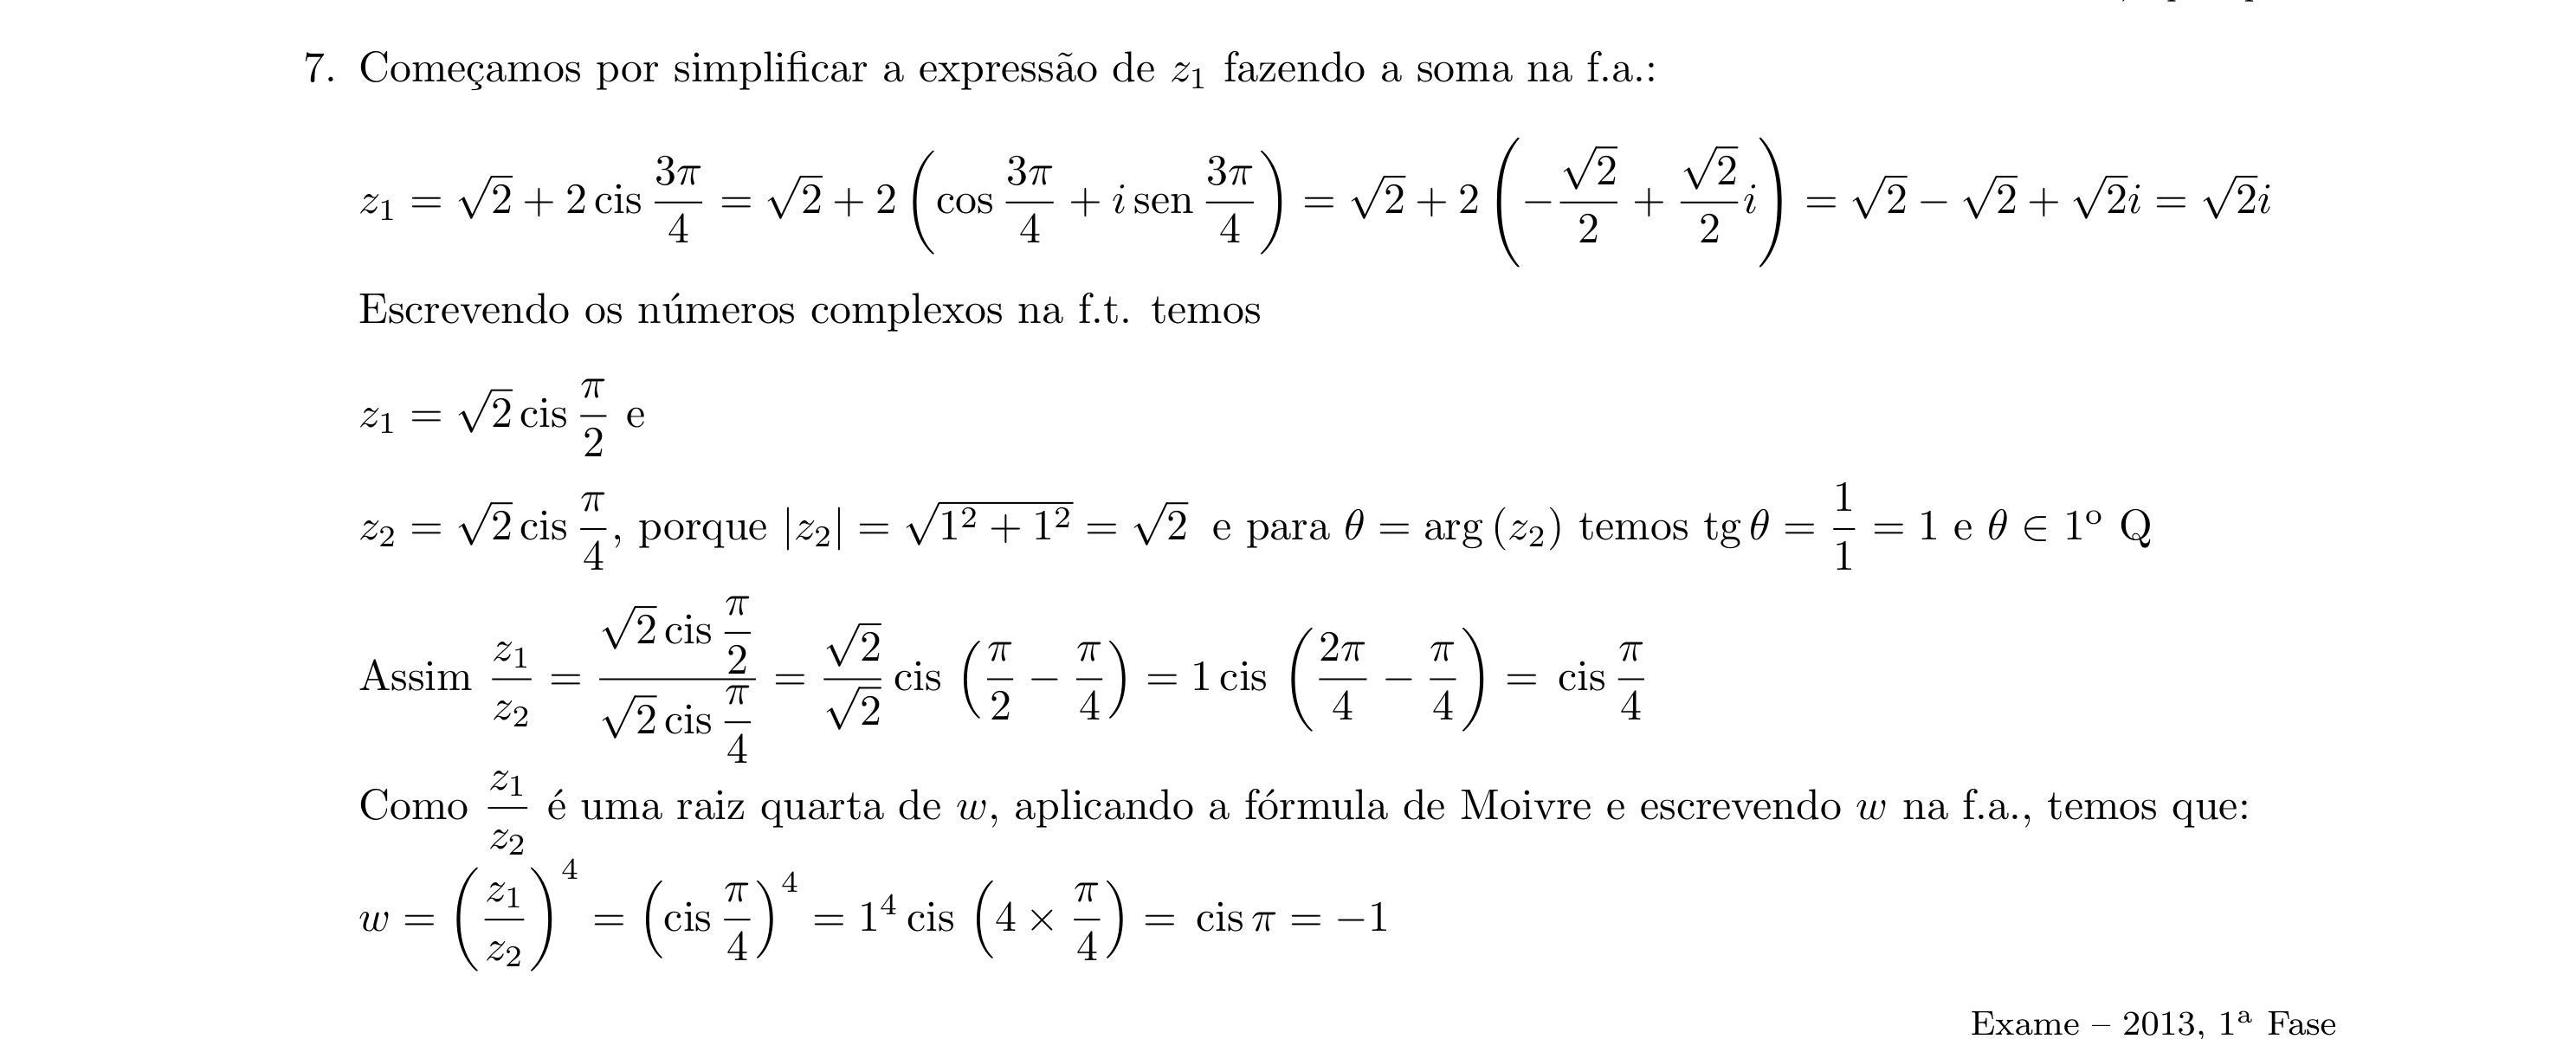 7. Começamos por simplificar a expressão de z₁ fazendo a soma na f.a.:
z₁ = √2 + 2 cis 3π/4 = √2 + 2 (cos 3π/4 + i sen 3π/4) = √2 + 2 (−√2/2 + √2/2 i) = √2 − √2 + √2i = √2i
Escrevendo os números complexos na f.t. temos
z₁ = √2 cis π/2 e
z₂ = √2 cis π/4, porque |z₂| = √(1² + 1²) = √2 e para θ = arg (z₂) temos tg θ = 1/1 = 1 e θ ∈ 1º Q
Assim z₁/z₂ = (√2 cis π/2)/(√2 cis π/4) = √2/√2 cis (π/2 − π/4) = 1 cis (2π/4 − π/4) = cis π/4
Como z₁/z₂ é uma raiz quarta de w, aplicando a fórmula de Moivre e escrevendo w na f.a., temos que:
w = (z₁/z₂)⁴ = (cis π/4)⁴ = 1⁴ cis (4 × π/4) = cis π = −1
Exame – 2013, 1ª Fase